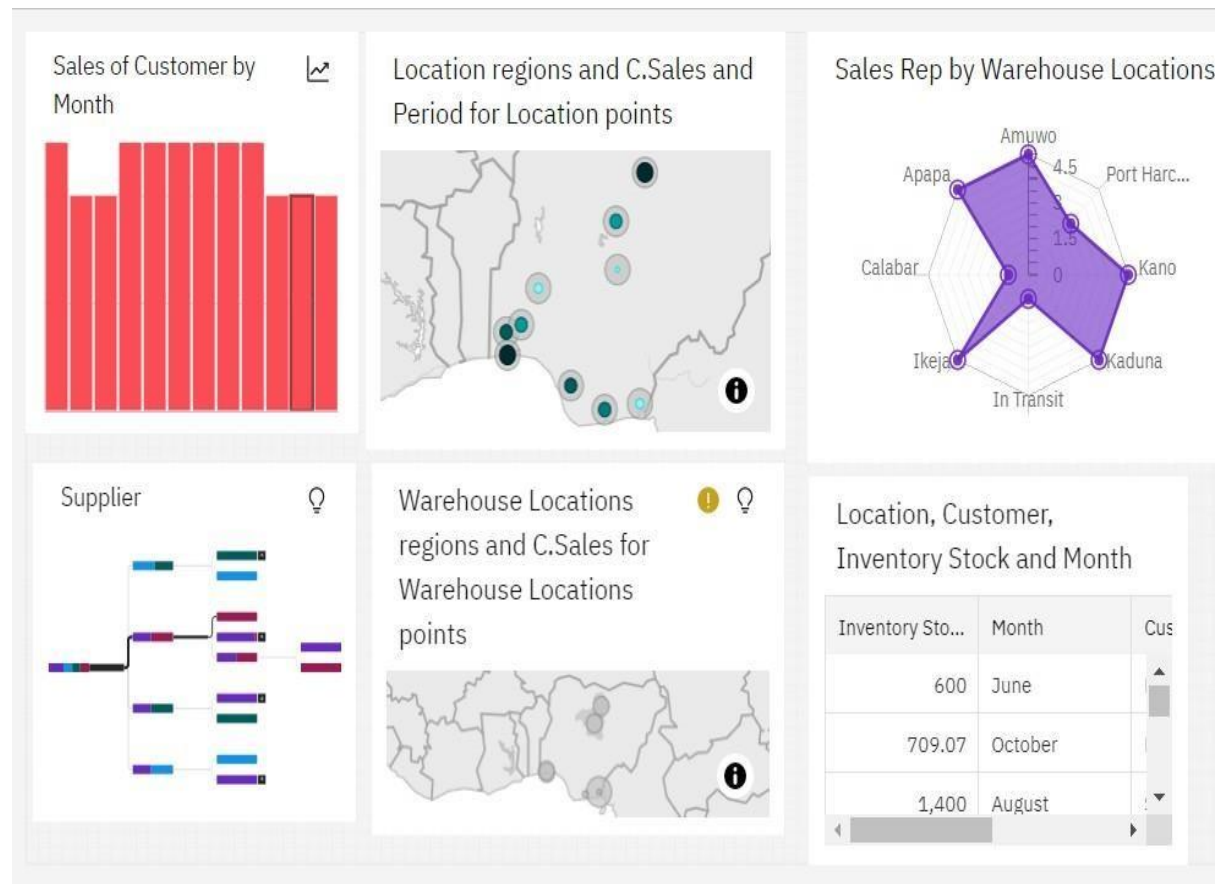 Sales of Customer by
Month
Location regions and C.Sales and
Period for Location points
Sales Rep by Warehouse Locations
Amuwo
Apapa
4.5
Port Harc...
3
1.5
Calabar
0
Kano
Ikeja
Kaduna
In Transit
Supplier
Warehouse Locations
regions and C.Sales for
Warehouse Locations
points
Location, Customer,
Inventory Stock and Month
Inventory Sto... Month Cus
600 June
709.07 October
1,400 August